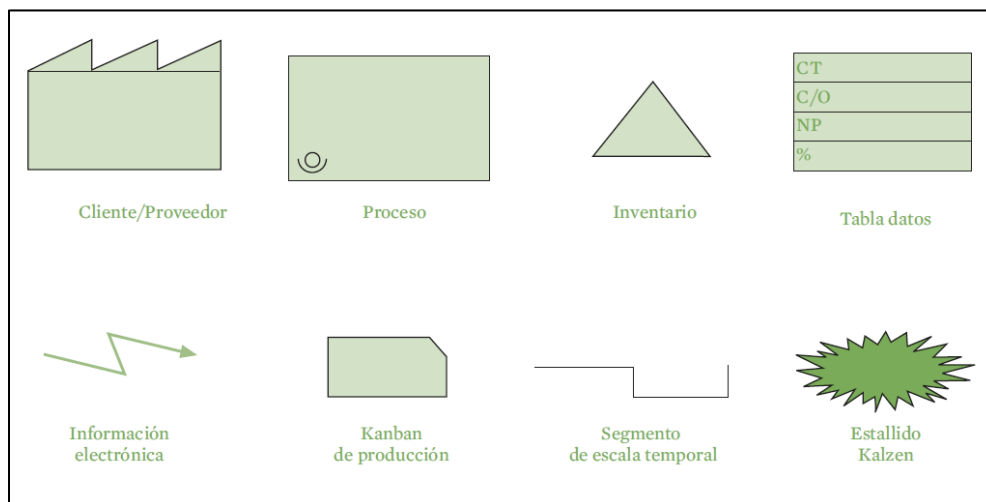 CT
C/O
NP
%
Cliente/Proveedor
Proceso
Inventario
Tabla datos
Información
electrónica
Kanban
de producción
Segmento
de escala temporal
Estallido
Kalzen